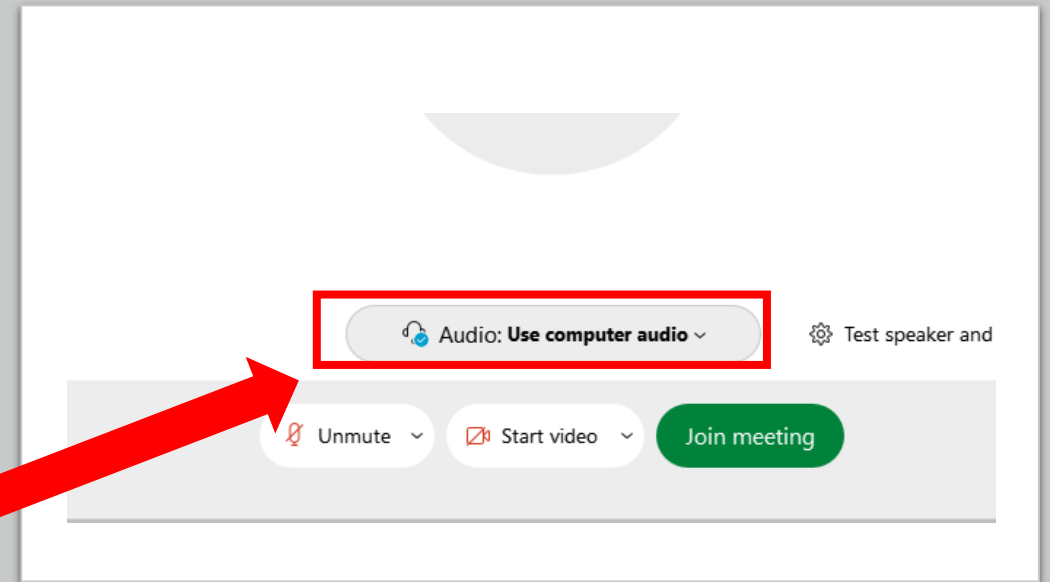 Audio: Use computer audio
Test speaker and
Unmute
Start video
Join meeting